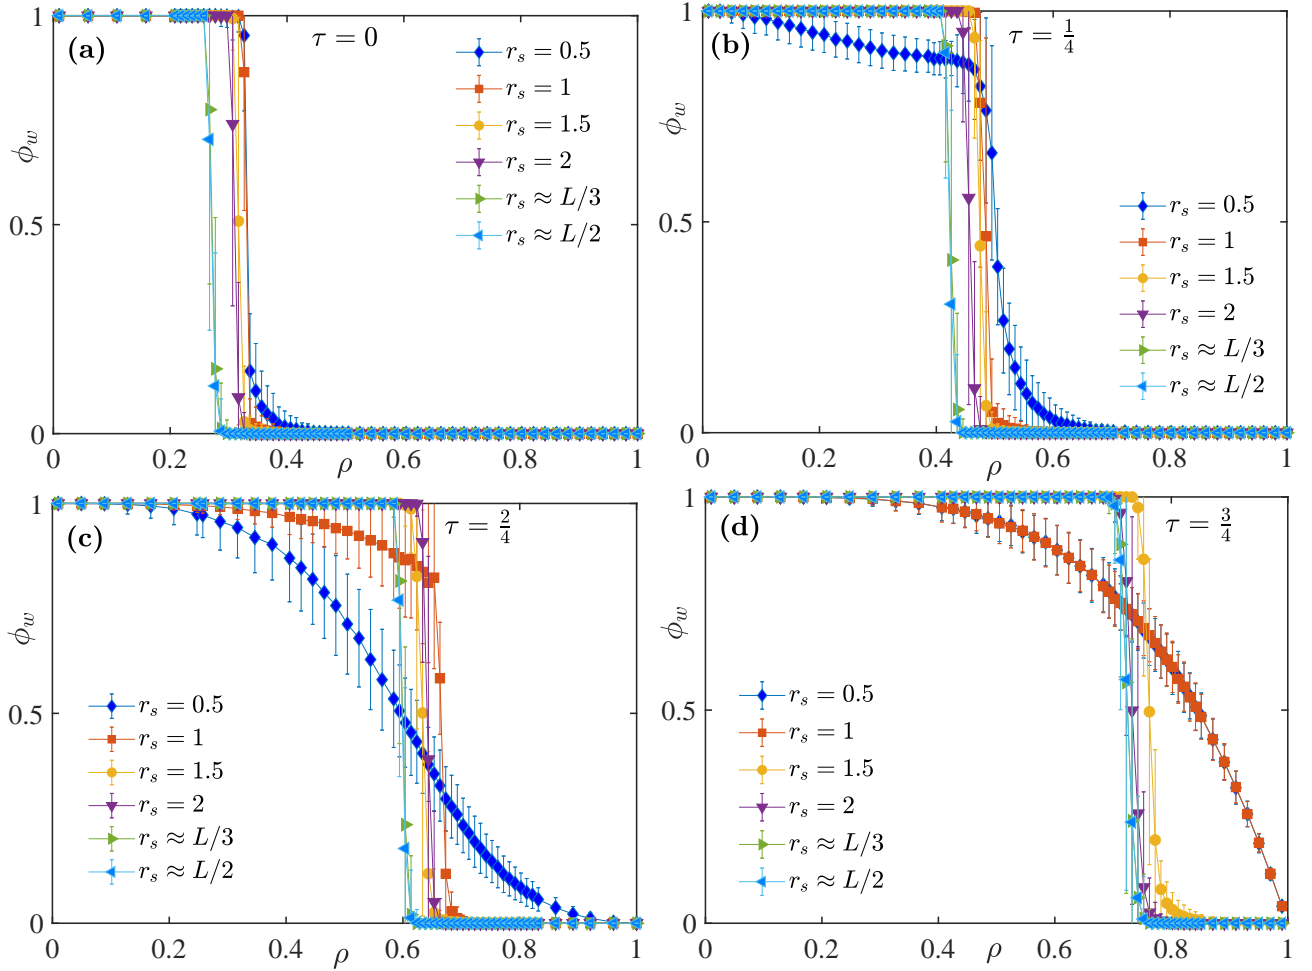 (a)
τ = 0
r_s = 0.5
r_s = 1
r_s = 1.5
r_s = 2
r_s ≈ L/3
r_s ≈ L/2
ϕ_w
1
0.5
0
0 0.2 0.4 0.6 0.8 1
ρ
(b)
τ = 1/4
r_s = 0.5
r_s = 1
r_s = 1.5
r_s = 2
r_s ≈ L/3
r_s ≈ L/2
ϕ_w
1
0.5
0
0 0.2 0.4 0.6 0.8 1
ρ
(c)
τ = 2/4
r_s = 0.5
r_s = 1
r_s = 1.5
r_s = 2
r_s ≈ L/3
r_s ≈ L/2
ϕ_w
1
0.5
0
0 0.2 0.4 0.6 0.8 1
ρ
(d)
τ = 3/4
r_s = 0.5
r_s = 1
r_s = 1.5
r_s = 2
r_s ≈ L/3
r_s ≈ L/2
ϕ_w
1
0.5
0
0 0.2 0.4 0.6 0.8 1
ρ